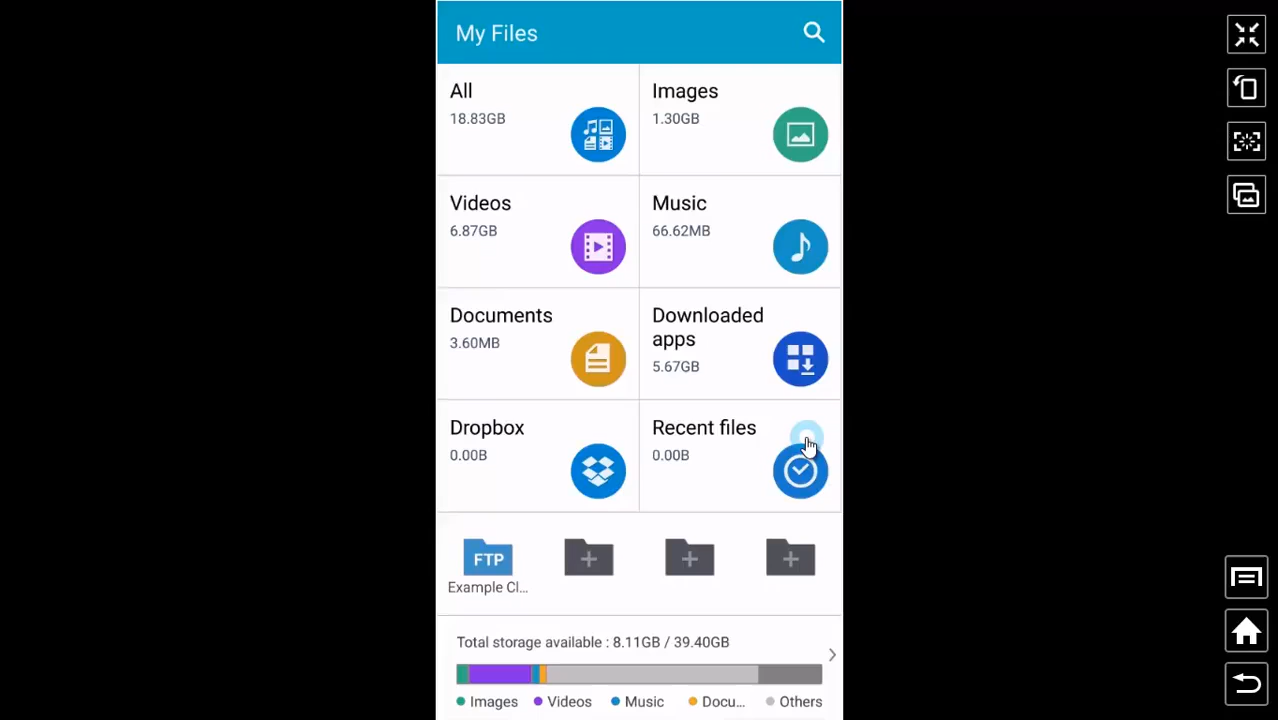 My Files
All
18.83GB
Images
1.30GB
Videos
6.87GB
Music
66.62MB
Documents
3.60MB
Downloaded
apps
5.67GB
Dropbox
0.00B
Recent files
0.00B
FTP
Example Cl...
Total storage available : 8.11GB / 39.40GB
Images
Videos
Music
Docu...
Others